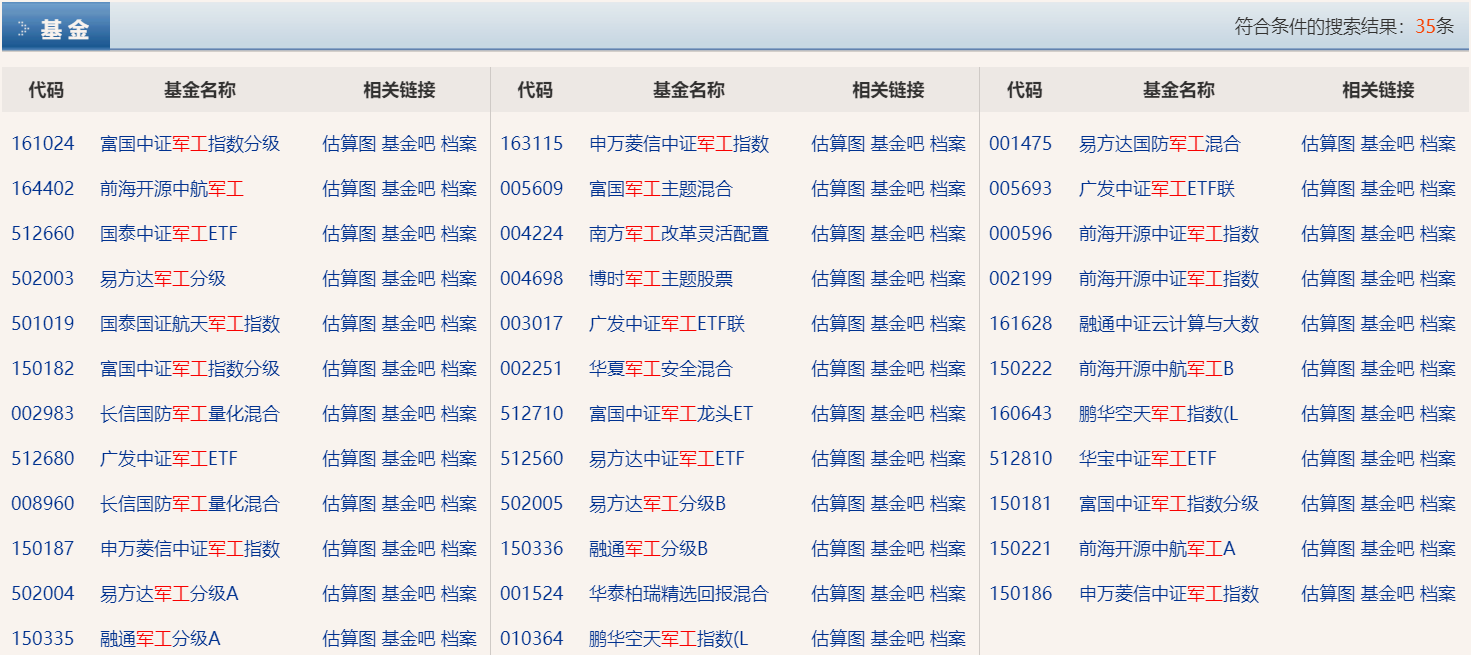 基金 符合条件的搜索结果：35条
代码 基金名称 相关链接 代码 基金名称 相关链接 代码 基金名称 相关链接
161024 富国中证军工指数分级 估算图 基金吧 档案 163115 申万菱信中证军工指数 估算图 基金吧 档案 001475 易方达国防军工混合 估算图 基金吧 档案
164402 前海开源中航军工 估算图 基金吧 档案 005609 富国军工主题混合 估算图 基金吧 档案 005693 广发中证军工ETF联 估算图 基金吧 档案
512660 国泰中证军工ETF 估算图 基金吧 档案 004224 南方军工改革灵活配置 估算图 基金吧 档案 000596 前海开源中证军工指数 估算图 基金吧 档案
502003 易方达军工分级 估算图 基金吧 档案 004698 博时军工主题股票 估算图 基金吧 档案 002199 前海开源中证军工指数 估算图 基金吧 档案
501019 国泰国证航天军工指数 估算图 基金吧 档案 003017 广发中证军工ETF联 估算图 基金吧 档案 161628 融通中证云计算与大数 估算图 基金吧 档案
150182 富国中证军工指数分级 估算图 基金吧 档案 002251 华夏军工安全混合 估算图 基金吧 档案 150222 前海开源中航军工B 估算图 基金吧 档案
002983 长信国防军工量化混合 估算图 基金吧 档案 512710 富国中证军工龙头ET 估算图 基金吧 档案 160643 鹏华空天军工指数(L 估算图 基金吧 档案
512680 广发中证军工ETF 估算图 基金吧 档案 512560 易方达中证军工ETF 估算图 基金吧 档案 512810 华宝中证军工ETF 估算图 基金吧 档案
008960 长信国防军工量化混合 估算图 基金吧 档案 502005 易方达军工分级B 估算图 基金吧 档案 150181 富国中证军工指数分级 估算图 基金吧 档案
150187 申万菱信中证军工指数 估算图 基金吧 档案 150336 融通军工分级B 估算图 基金吧 档案 150221 前海开源中航军工A 估算图 基金吧 档案
502004 易方达军工分级A 估算图 基金吧 档案 001524 华泰柏瑞精选回报混合 估算图 基金吧 档案 150186 申万菱信中证军工指数 估算图 基金吧 档案
150335 融通军工分级A 估算图 基金吧 档案 010364 鹏华空天军工指数(L 估算图 基金吧 档案